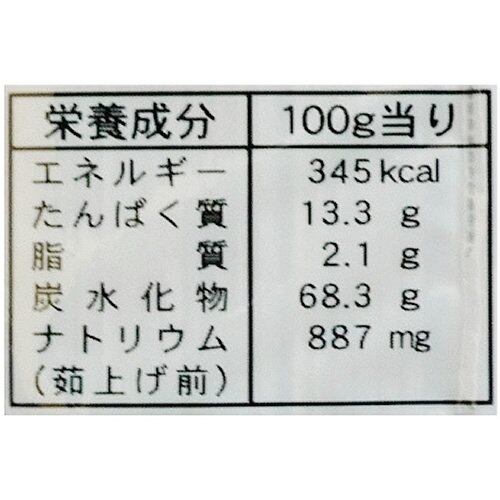 栄養成分 100g当り
エネルギー 345kcal
たんぱく質 13.3 g
脂質 2.1 g
炭水化物 68.3 g
ナトリウム 887 mg
(茹上げ前)